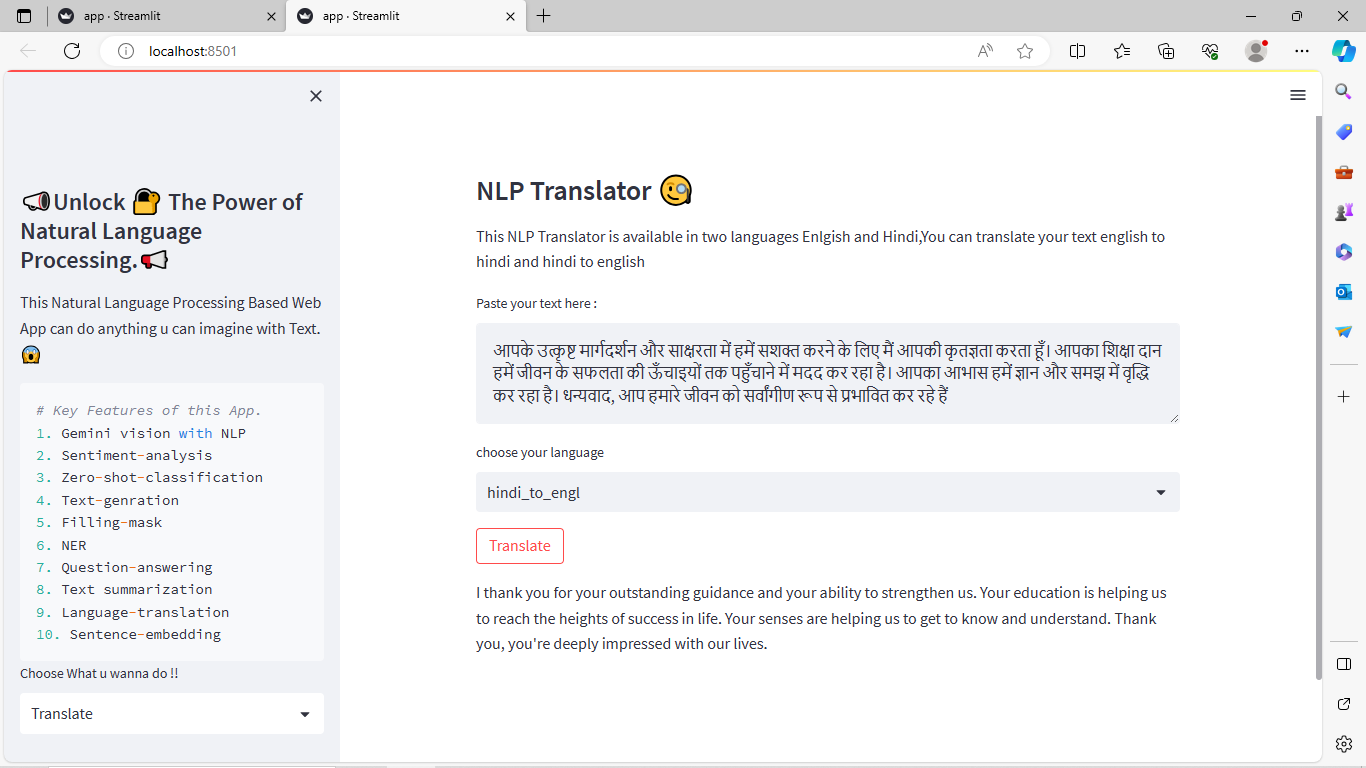 app · Streamlit
app · Streamlit
localhost:8501
Unlock The Power of
Natural Language
Processing.
This Natural Language Processing Based Web
App can do anything u can imagine with Text.
# Key Features of this App.
1. Gemini vision with NLP
2. Sentiment-analysis
3. Zero-shot-classification
4. Text-genration
5. Filling-mask
6. NER
7. Question-answering
8. Text summarization
9. Language-translation
10. Sentence-embedding
Choose What u wanna do !!
Translate
NLP Translator
This NLP Translator is available in two languages Enlgish and Hindi,You can translate your text english to
hindi and hindi to english
Paste your text here :
आपके उत्कृष्ट मार्गदर्शन और साक्षरता में हमें सशक्त करने के लिए मैं आपकी कृतज्ञता करता हूँ। आपका शिक्षा दान
हमें जीवन के सफलता की ऊँचाइयों तक पहुँचाने में मदद कर रहा है। आपका आभास हमें ज्ञान और समझ में वृद्धि
कर रहा है। धन्यवाद, आप हमारे जीवन को सर्वांगीण रूप से प्रभावित कर रहे हैं
choose your language
hindi_to_engl
Translate
I thank you for your outstanding guidance and your ability to strengthen us. Your education is helping us
to reach the heights of success in life. Your senses are helping us to get to know and understand. Thank
you, you're deeply impressed with our lives.